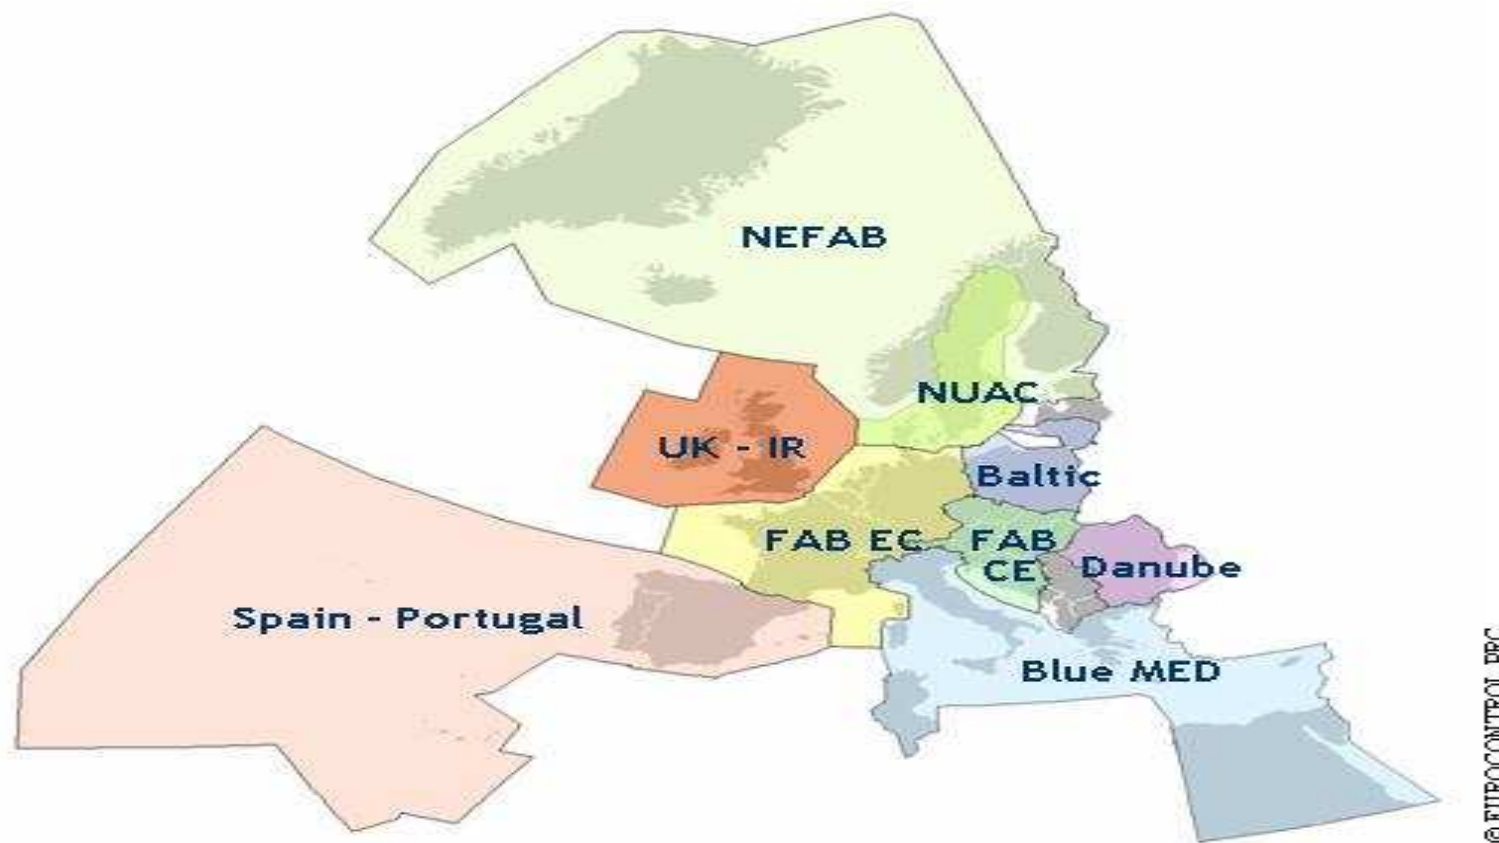 NEFAB
NUAC
UK - IR
Baltic
FAB EC
FAB
CE
Danube
Spain - Portugal
Blue MED
© EUROCONTROL PRC